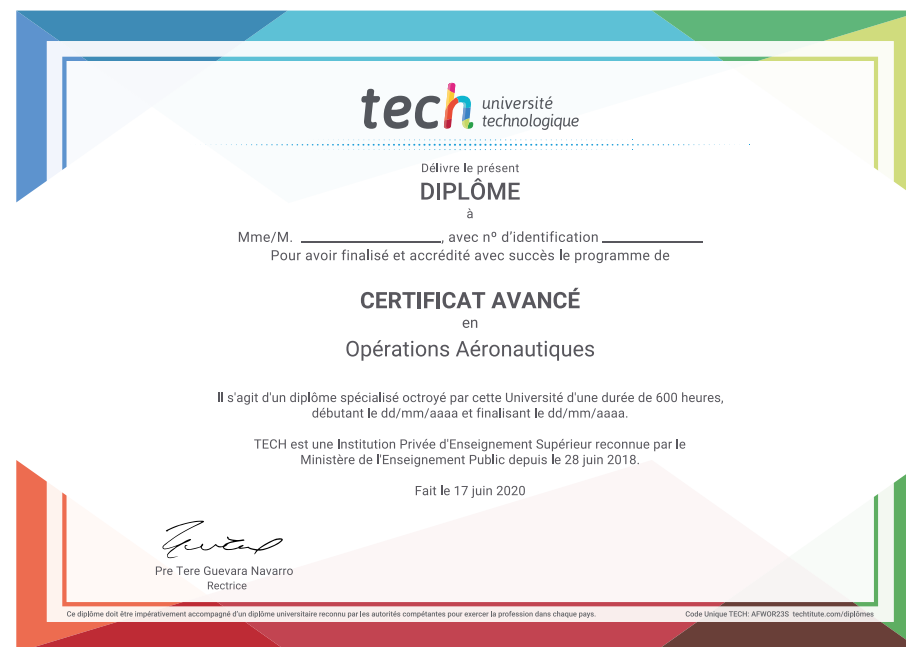 tech université
technologique
Délivre le présent
DIPLÔME
à
Mme/M. ____________________, avec nº d'identification ______________
Pour avoir finalisé et accrédité avec succès le programme de
CERTIFICAT AVANCÉ
en
Opérations Aéronautiques
Il s'agit d'un diplôme spécialisé octroyé par cette Université d'une durée de 600 heures,
débutant le dd/mm/aaaa et finalisant le dd/mm/aaaa.
TECH est une Institution Privée d'Enseignement Supérieur reconnue par le
Ministère de l'Enseignement Public depuis le 28 juin 2018.
Fait le 17 juin 2020
Pre Tere Guevara Navarro
Rectrice
Ce diplôme doit être impérativement accompagné d'un diplôme universitaire reconnu par les autorités compétantes pour exercer la profession dans chaque pays.
Code Unique TECH: AFWOR23S techtitute.com/diplômes